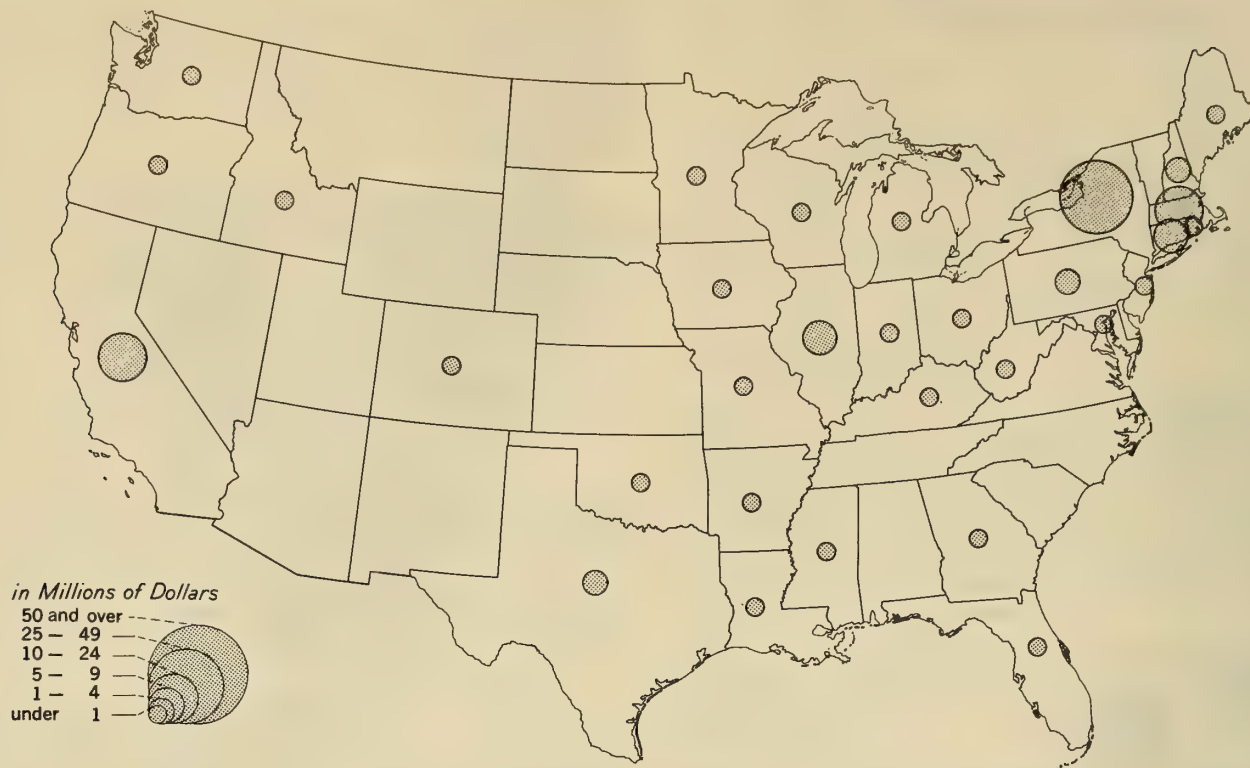 in Millions of Dollars
50 and over
25 — 49
10 — 24
5 — 9
1 — 4
under 1